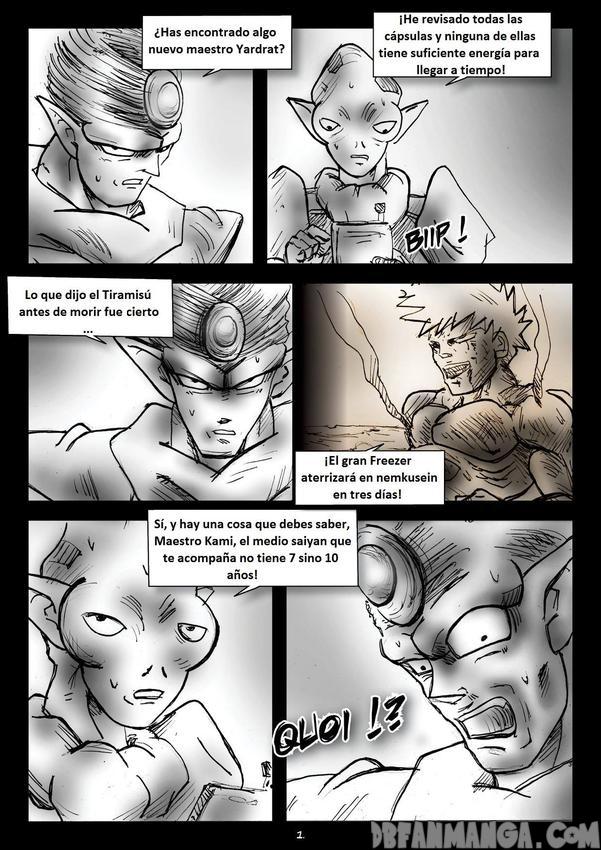 ¿Has encontrado algo
nuevo maestro Yardrat?
¡He revisado todas las
cápsulas y ninguna de ellas
tiene suficiente energía para
llegar a tiempo!
BIIP !
Lo que dijo el Tiramisú
antes de morir fue cierto
...
¡El gran Freezer
aterrizará en nemkusein
en tres días!
Sí, y hay una cosa que debes saber,
Maestro Kami, el medio saiyan que
te acompaña no tiene 7 sino 10
años!
QUOI !?
1.
DBFANMANGA.COM